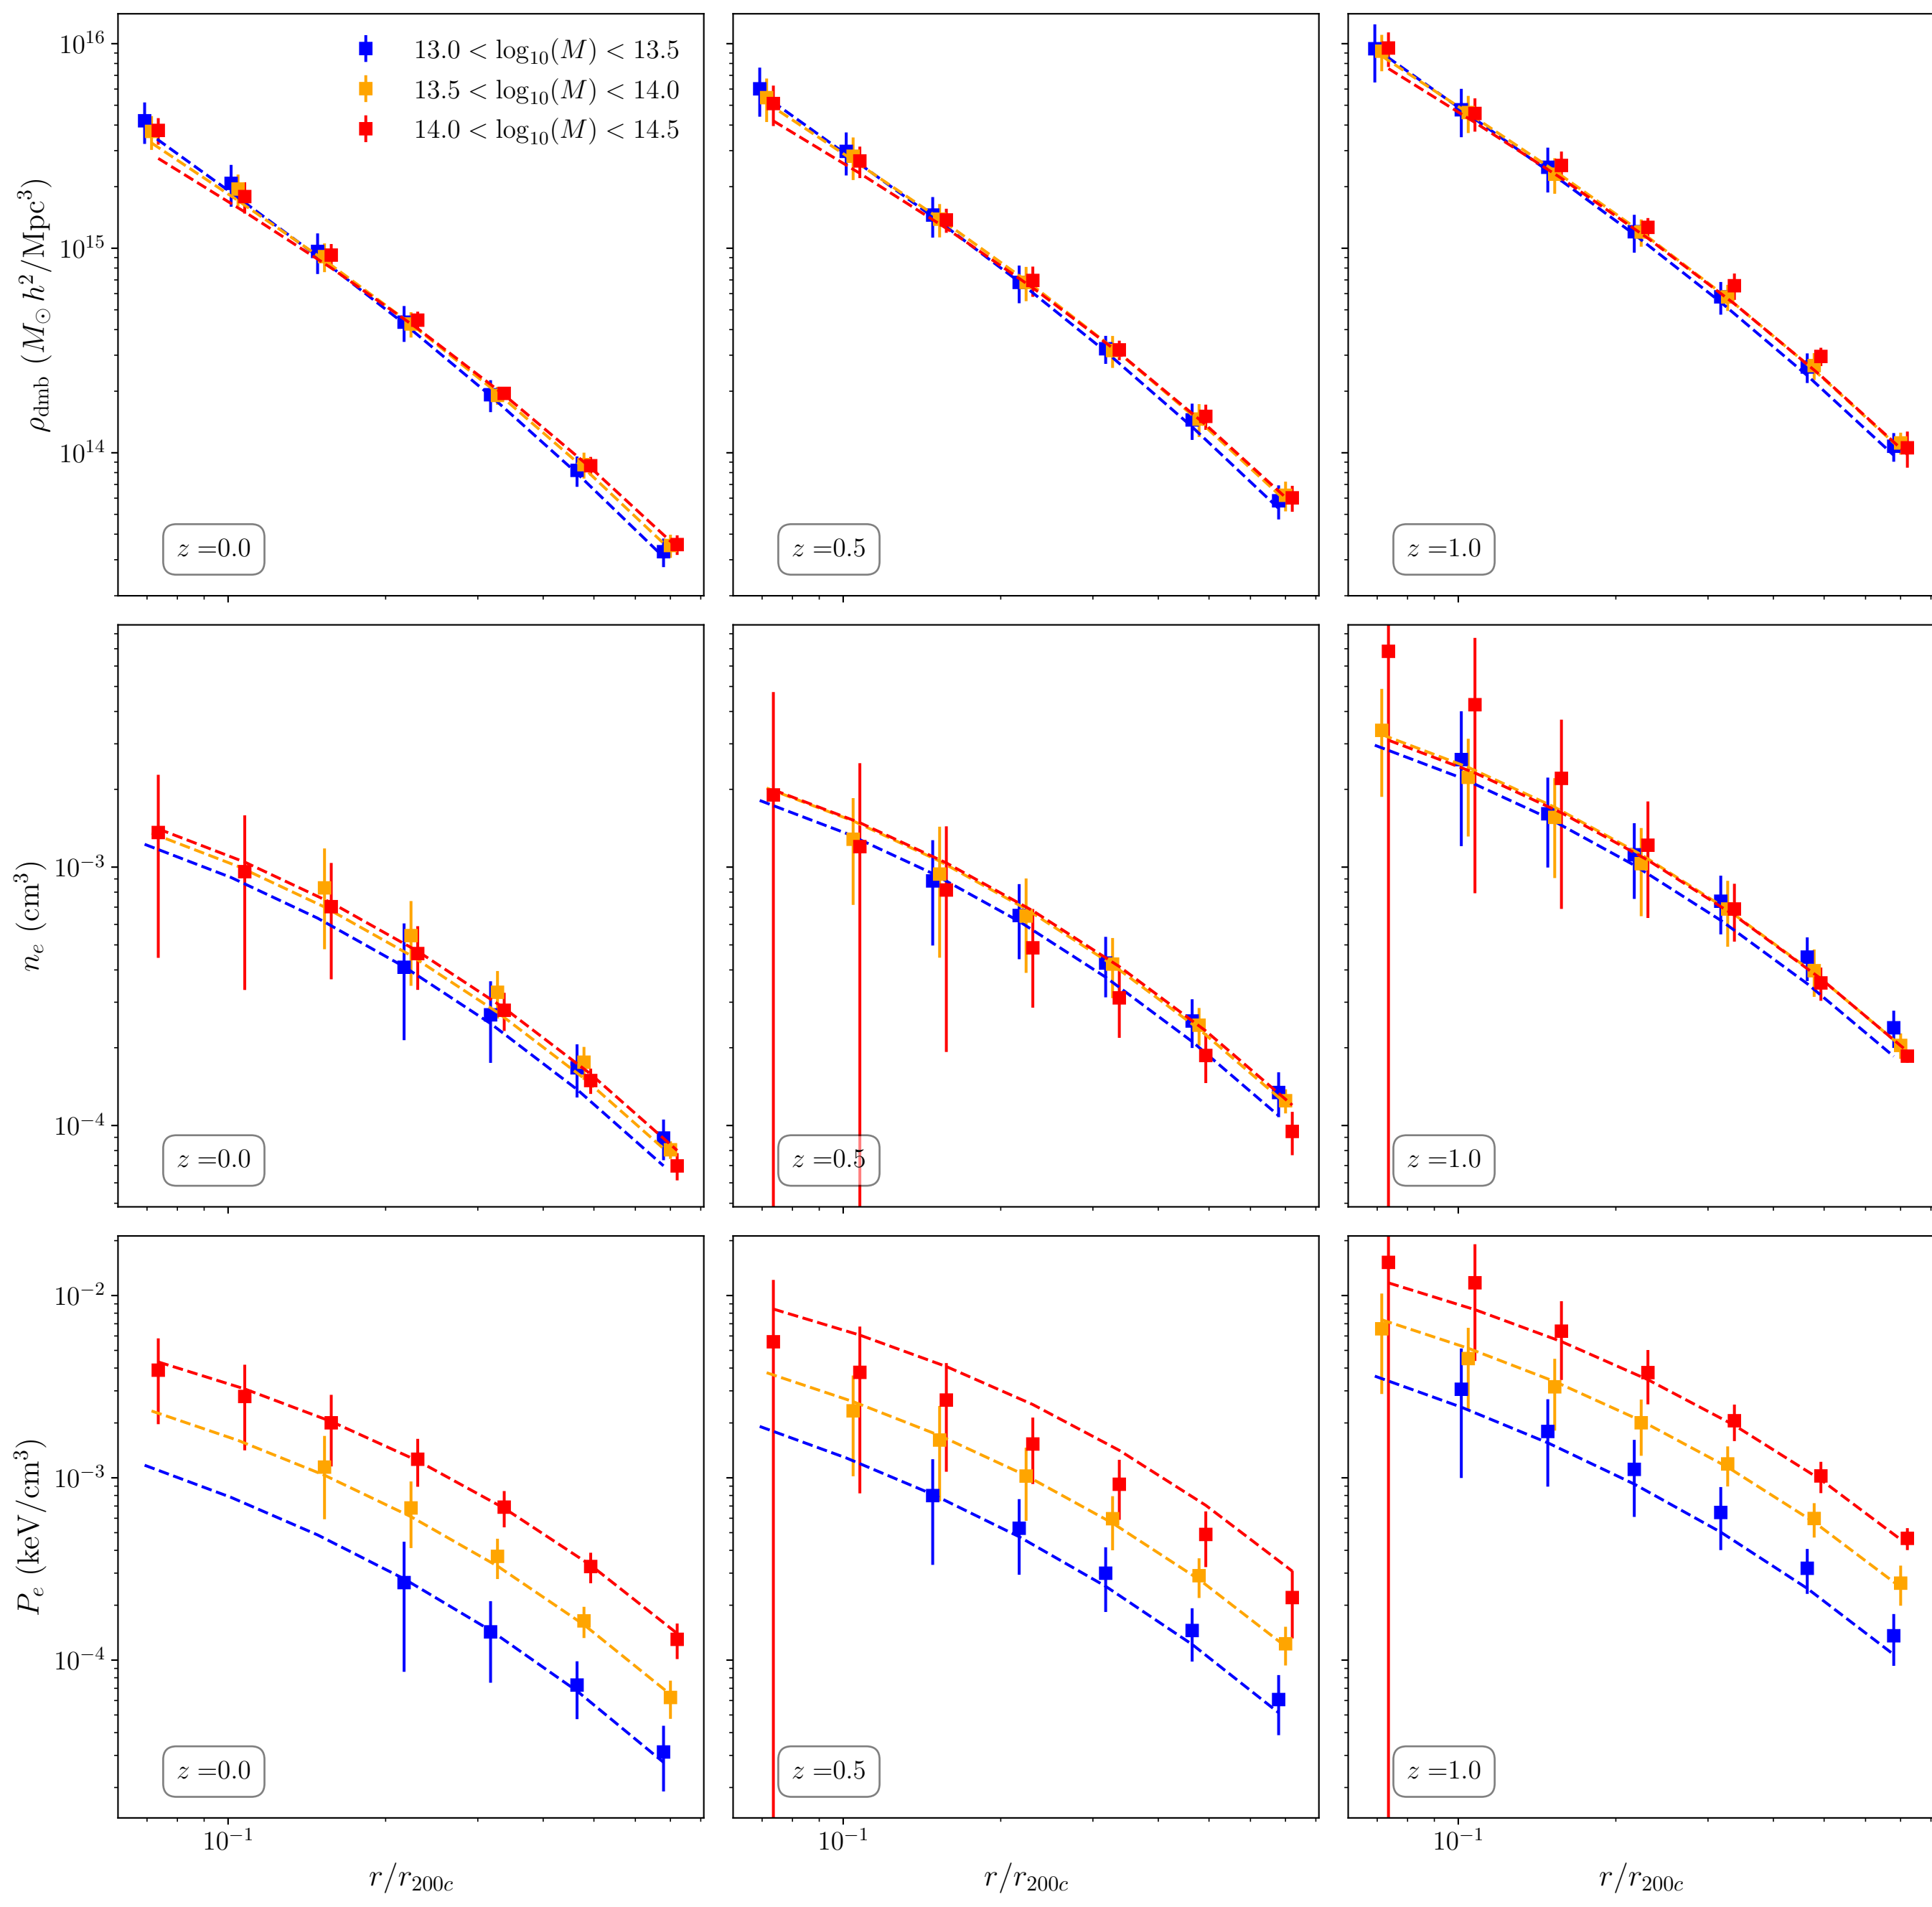 10^16
10^15
10^14
ρ_dmb (M_⊙ h^2/Mpc^3)
13.0 < log_10(M) < 13.5
13.5 < log_10(M) < 14.0
14.0 < log_10(M) < 14.5
z =0.0
z =0.5
z =1.0
10^−3
10^−4
n_e (cm^3)
z =0.0
z =0.5
z =1.0
10^−2
10^−3
10^−4
P_e (keV/cm^3)
z =0.0
z =0.5
z =1.0
10^−1
10^−1
10^−1
r/r_200c
r/r_200c
r/r_200c